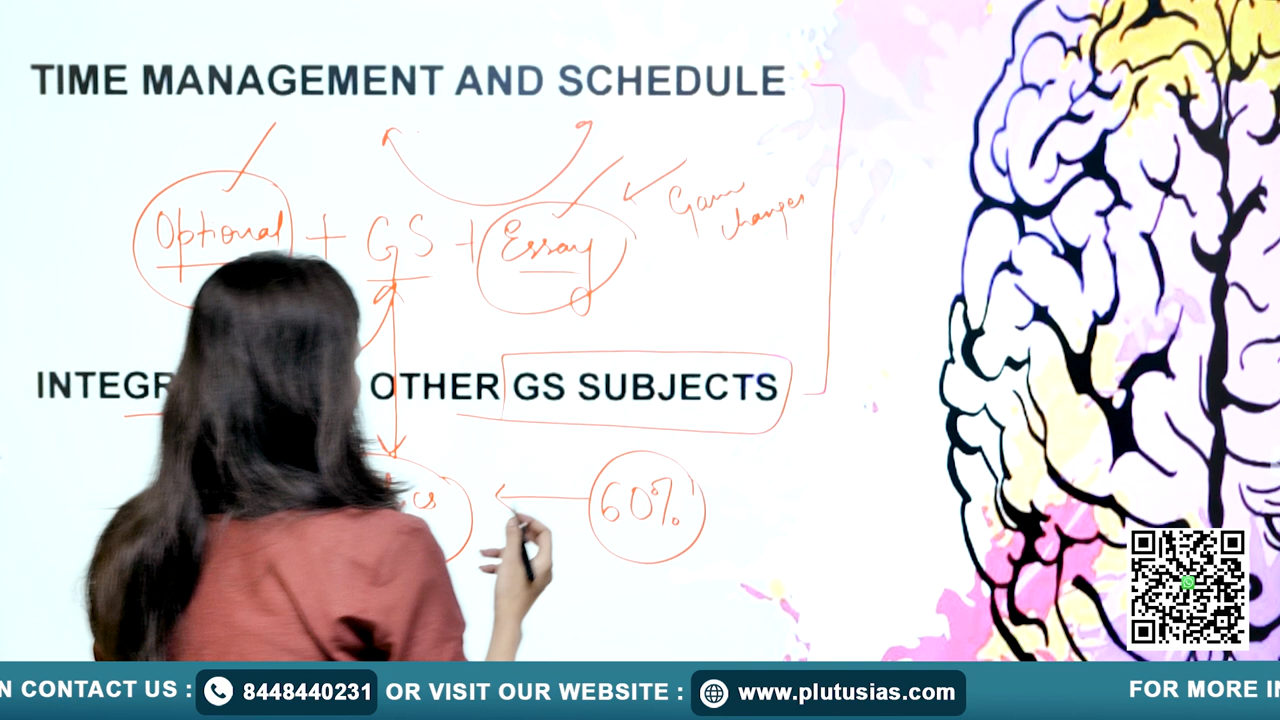 TIME MANAGEMENT AND SCHEDULE
Optional + GS + Essay
Game
changer
INTEGR OTHER GS SUBJECTS
60%
N CONTACT US : 8448440231 OR VISIT OUR WEBSITE : www.plutusias.com FOR MORE IN